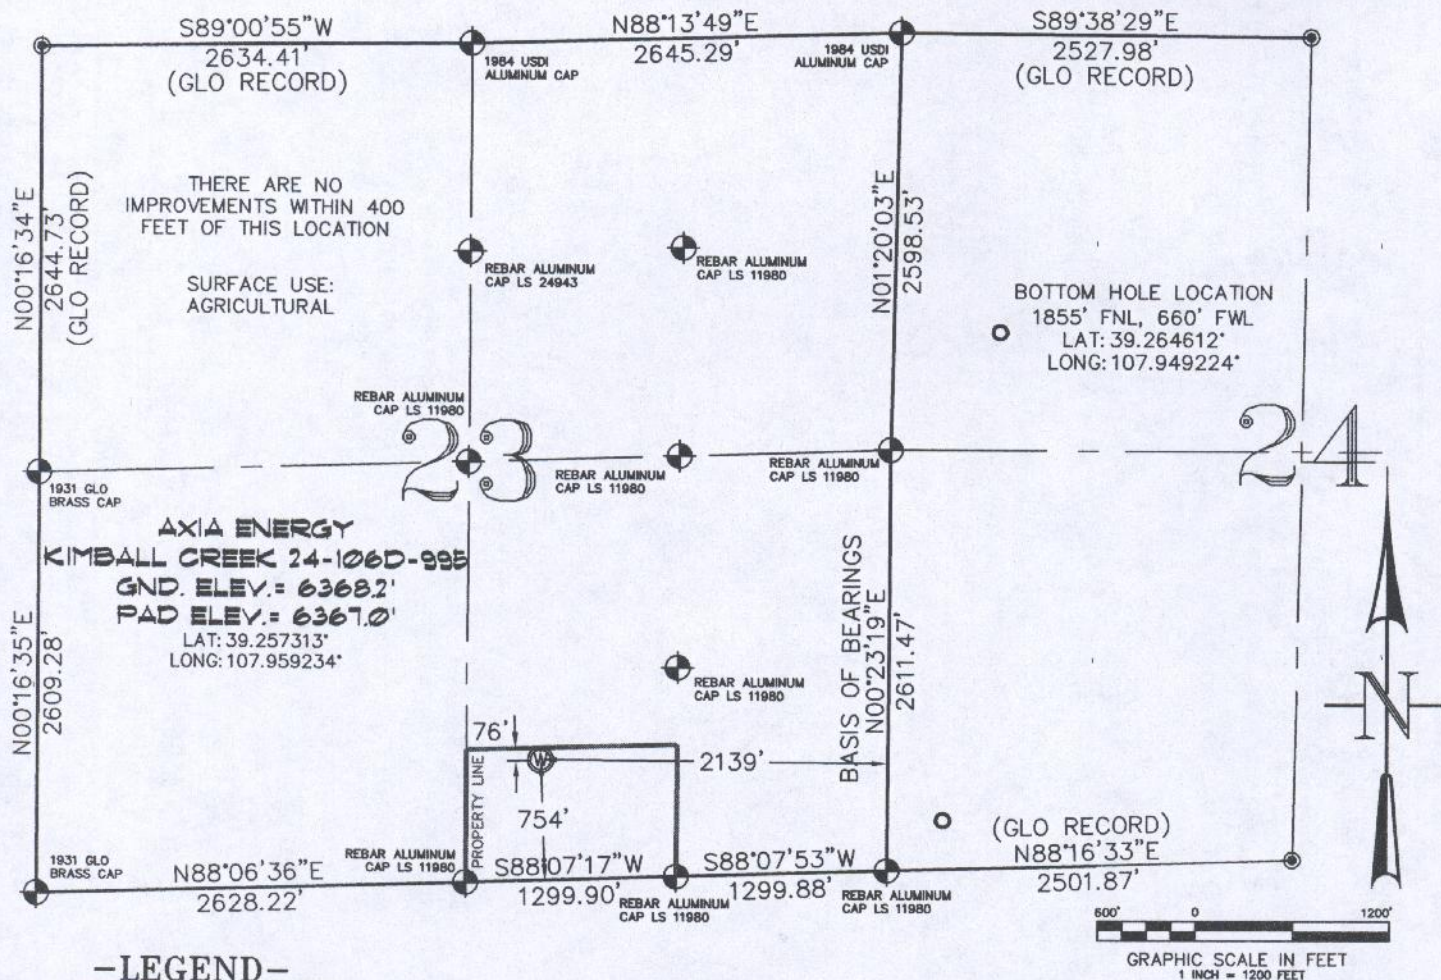 S89°00'55"W
2634.41'
(GLO RECORD)
N88°13'49"E
2645.29'
S89°38'29"E
2527.98'
(GLO RECORD)
1984 USDI
ALUMINUM CAP
1984 USDI
ALUMINUM CAP
N00°16'34"E
2644.73'
(GLO RECORD)
THERE ARE NO
IMPROVEMENTS WITHIN 400
FEET OF THIS LOCATION
SURFACE USE:
AGRICULTURAL
REBAR ALUMINUM
CAP LS 24943
REBAR ALUMINUM
CAP LS 11980
N01°20'03"E
2598.53'
BOTTOM HOLE LOCATION
1855' FNL, 660' FWL
LAT: 39.264612°
LONG: 107.949224°
REBAR ALUMINUM
CAP LS 11980
23
REBAR ALUMINUM
CAP LS 11980
REBAR ALUMINUM
CAP LS 11980
24
1931 GLO
BRASS CAP
AXIA ENERGY
KIMBALL CREEK 24-106D-995
GND. ELEV.= 6368.2'
PAD ELEV.= 6367.0'
LAT: 39.257313°
LONG: 107.959234°
N00°16'35"E
2609.28'
BASIS OF BEARINGS
N00°23'19"E
2611.47'
REBAR ALUMINUM
CAP LS 11980
N
76'
W
2139'
PROPERTY LINE
754'
1931 GLO
BRASS CAP
N88°06'36"E
2628.22'
REBAR ALUMINUM
CAP LS 11980
S88°07'17"W
1299.90'
REBAR ALUMINUM
CAP LS 11980
S88°07'53"W
1299.88'
REBAR ALUMINUM
CAP LS 11980
(GLO RECORD)
N88°16'33"E
2501.87'
600' 0 1200'
GRAPHIC SCALE IN FEET
1 INCH = 1200 FEET
-LEGEND-